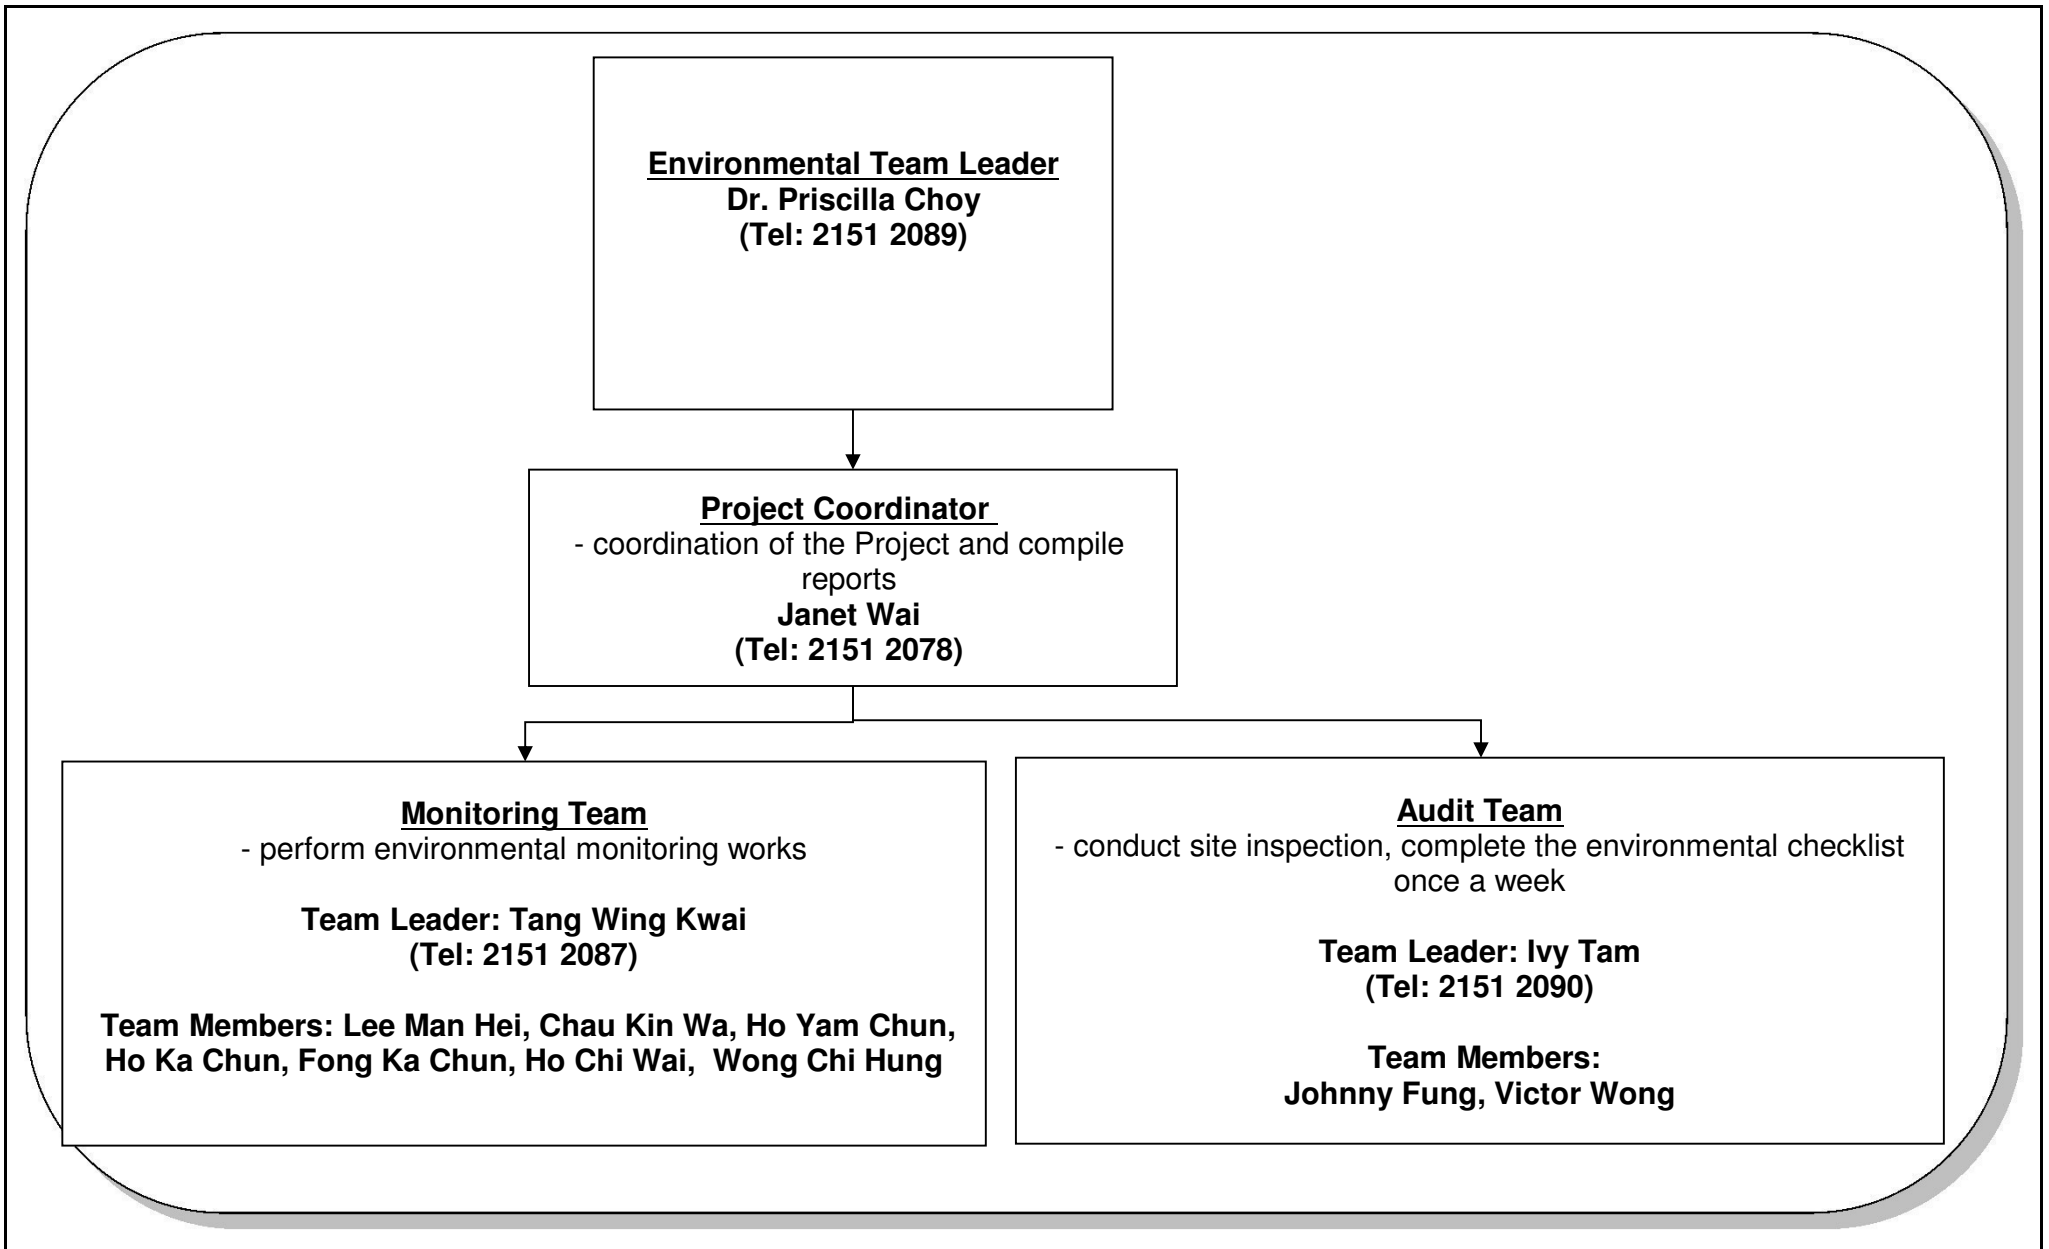 Environmental Team Leader
Dr. Priscilla Choy
(Tel: 2151 2089)
Project Coordinator
- coordination of the Project and compile
reports
Janet Wai
(Tel: 2151 2078)
Monitoring Team
- perform environmental monitoring works
Team Leader: Tang Wing Kwai
(Tel: 2151 2087)
Team Members: Lee Man Hei, Chau Kin Wa, Ho Yam Chun,
Ho Ka Chun, Fong Ka Chun, Ho Chi Wai,  Wong Chi Hung
Audit Team
- conduct site inspection, complete the environmental checklist
once a week
Team Leader: Ivy Tam
(Tel: 2151 2090)
Team Members:
Johnny Fung, Victor Wong